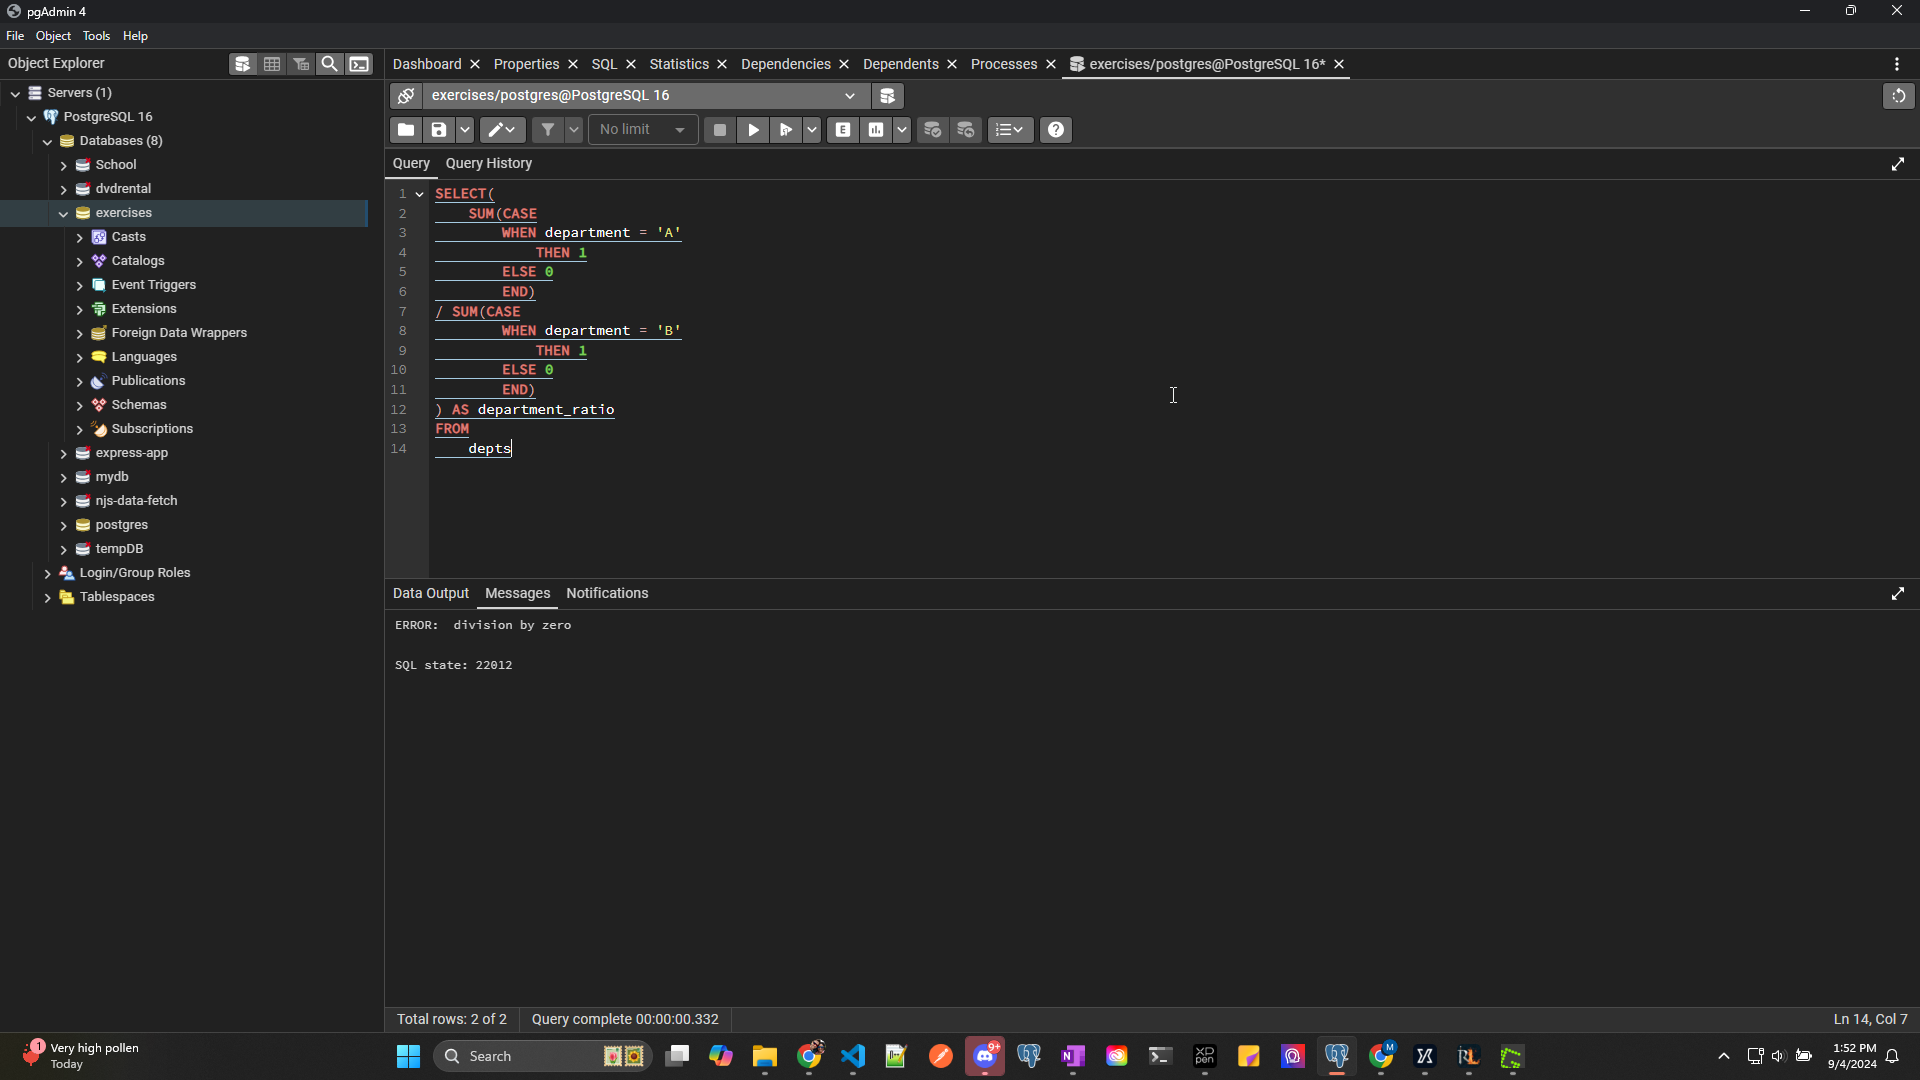 pgAdmin 4
File Object Tools Help
Object Explorer
Dashboard Properties SQL Statistics Dependencies Dependents Processes exercises/postgres@PostgreSQL 16*
Servers (1)
PostgreSQL 16
Databases (8)
School
dvdrental
exercises
Casts
Catalogs
Event Triggers
Extensions
Foreign Data Wrappers
Languages
Publications
Schemas
Subscriptions
express-app
mydb
njs-data-fetch
postgres
tempDB
Login/Group Roles
Tablespaces
exercises/postgres@PostgreSQL 16
No limit
E
Query Query History
1 SELECT(
2 SUM(CASE
3 WHEN department = 'A'
4 THEN 1
5 ELSE 0
6 END)
7 / SUM(CASE
8 WHEN department = 'B'
9 THEN 1
10 ELSE 0
11 END)
12 ) AS department_ratio
13 FROM
14 depts
Data Output Messages Notifications
ERROR: division by zero
SQL state: 22012
Total rows: 2 of 2 Query complete 00:00:00.332 Ln 14, Col 7
1
Very high pollen
Today
Search
9+
XP
pen
M
1:52 PM
9/4/2024